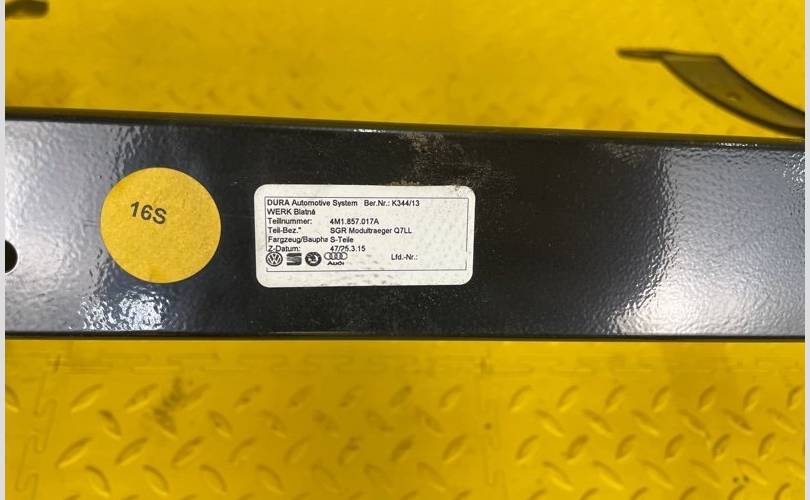 16S
DURA Automotive System Ber.Nr.: K344/13
WERK Blatná
Teilnummer: 4M1.857.017A
Teil-Bez." SGR Modultraeger Q7LL
Fargzeug/Baupha S-Teile
Z-Datum: 47/25.3.15
Audi Lfd.-Nr.: